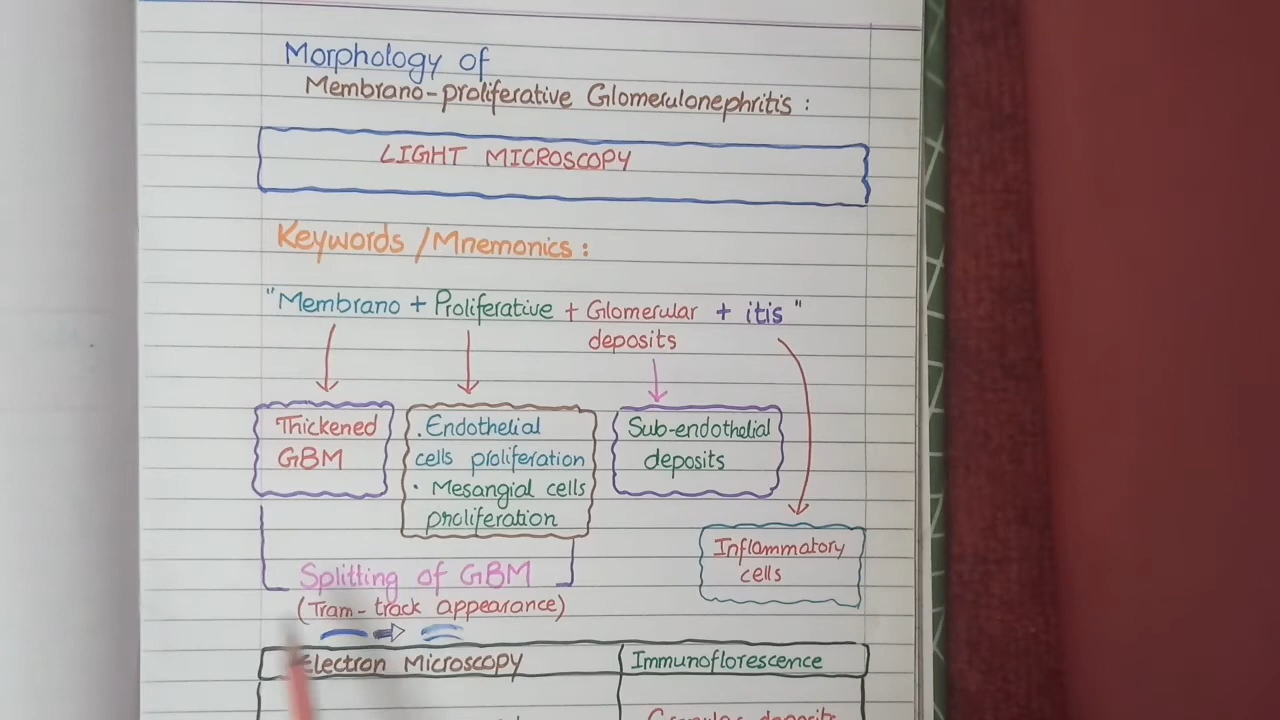 Morphology of
Membrano-proliferative Glomerulonephritis :
LIGHT MICROSCOPY
Keywords / Mnemonics :
"Membrano + Proliferative + Glomerular + itis"
deposits
Thickened
GBM
. Endothelial
cells proliferation
· Mesangial cells
proliferation
Sub-endothelial
deposits
Inflammatory
cells
Splitting of GBM
(Tram-track appearance)
Electron Microscopy
Immunoflorescence
deposits